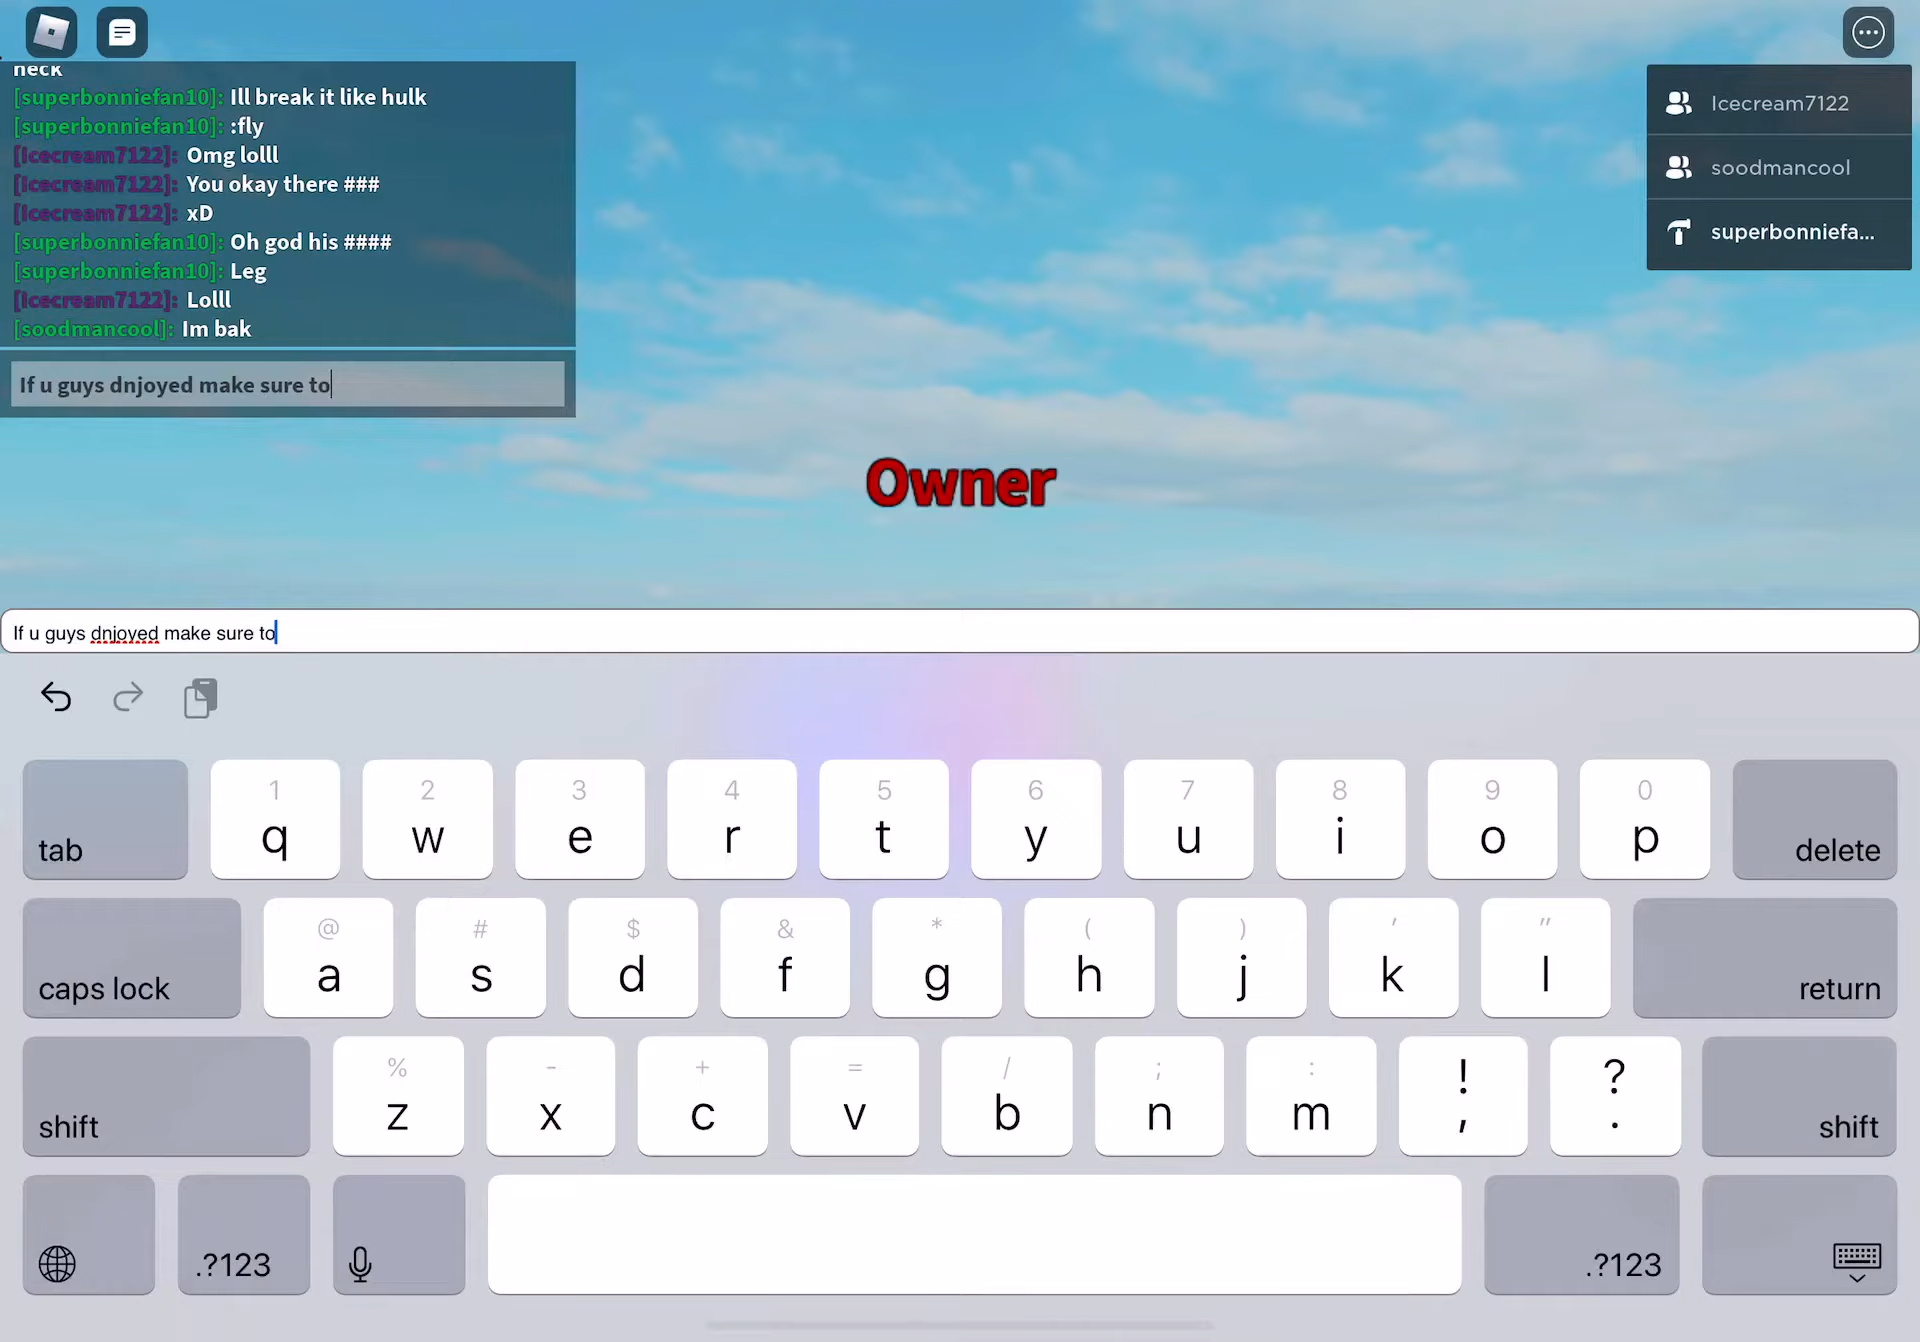 neck
[superbonniefan10]: Ill break it like hulk
[superbonniefan10]: :fly
[Icecream7122]: Omg lolll
[Icecream7122]: You okay there ###
[Icecream7122]: xD
[superbonniefan10]: Oh god his ####
[superbonniefan10]: Leg
[Icecream7122]: Lolll
[soodmancool]: Im bak
If u guys dnjoyed make sure to
Icecream7122
soodmancool
superbonniefa...
Owner
If u guys dnjoyed make sure to
1 2 3 4 5 6 7 8 9 0
tab q w e r t y u i o p delete
@ # $ & * ( ) ' "
caps lock a s d f g h j k l return
% - + = / ; : ! ?
shift z x c v b n m , . shift
.?123 .?123